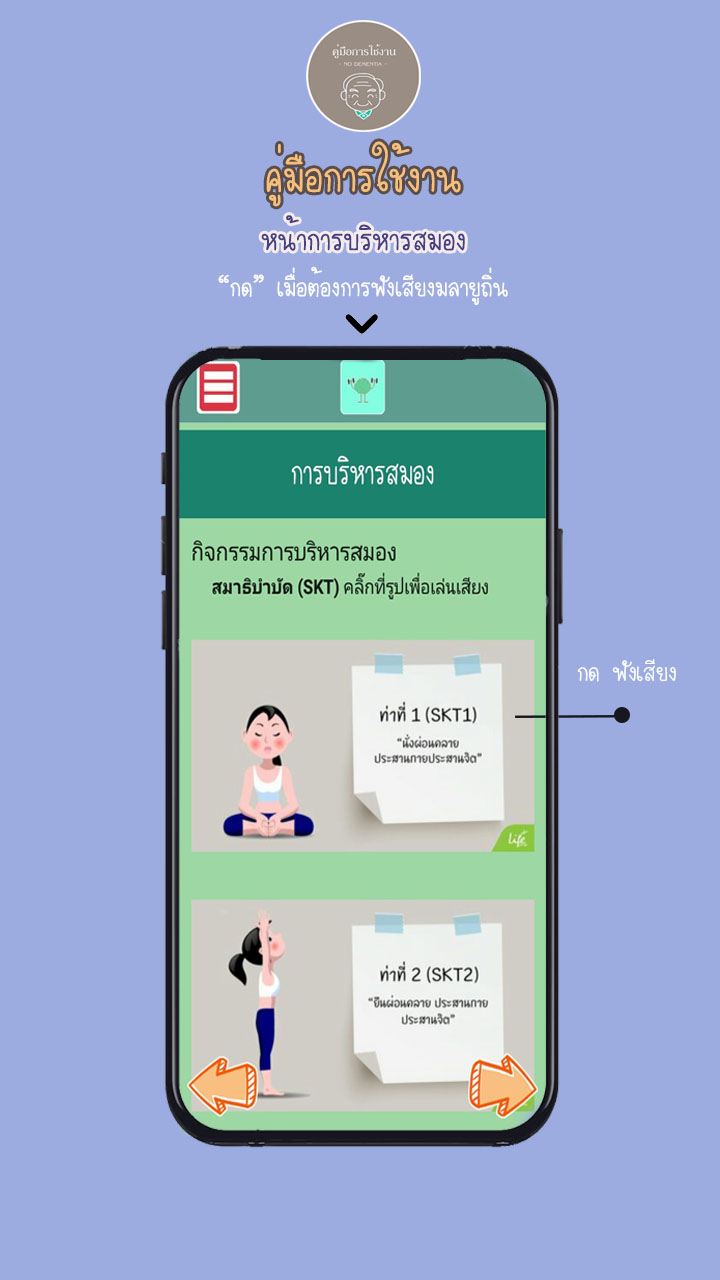 คู่มือการใช้งาน
- NO DEMENTIA -
คู่มือการใช้งาน
หน้าการบริหารสมอง
“กด” เมื่อต้องการฟังเสียงมลายูถิ่น
การบริหารสมอง
กิจกรรมการบริหารสมอง
สมาธิบำบัด (SKT) คลิ๊กที่รูปเพื่อเล่นเสียง
กด ฟังเสียง
ท่าที่ 1 (SKT1)
“นั่งผ่อนคลาย
ประสานกายประสานจิต”
Life
ท่าที่ 2 (SKT2)
“ยืนผ่อนคลาย ประสานกาย
ประสานจิต”